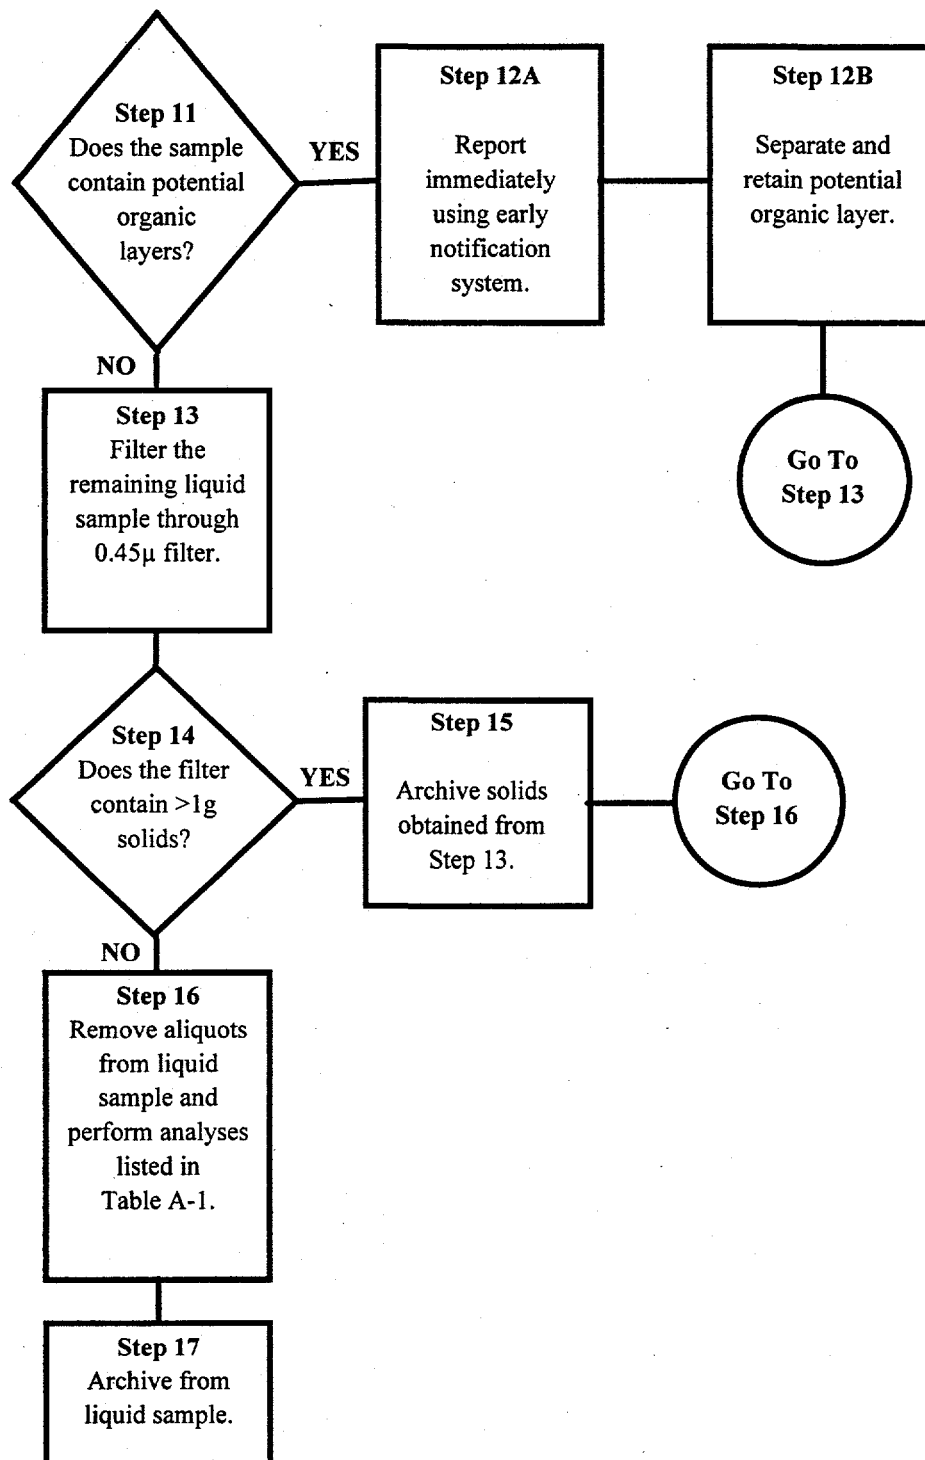 Step 11
Does the sample
contain potential
organic
layers?
YES
Step 12A
Report
immediately
using early
notification
system.
Step 12B
Separate and
retain potential
organic layer.
Go To
Step 13
NO
Step 13
Filter the
remaining liquid
sample through
0.45µ filter.
Step 14
Does the filter
contain >1g
solids?
YES
Step 15
Archive solids
obtained from
Step 13.
Go To
Step 16
NO
Step 16
Remove aliquots
from liquid
sample and
perform analyses
listed in
Table A-1.
Step 17
Archive from
liquid sample.